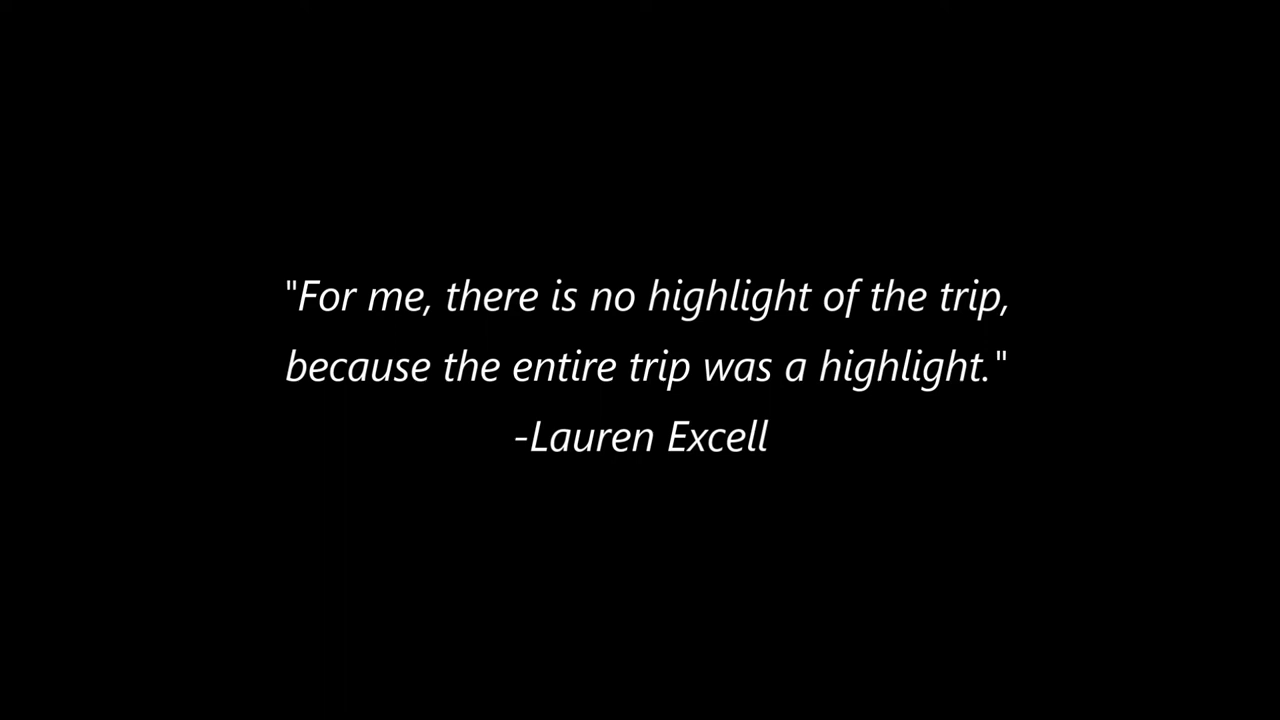 "For me, there is no highlight of the trip,
because the entire trip was a highlight."
-Lauren Excell